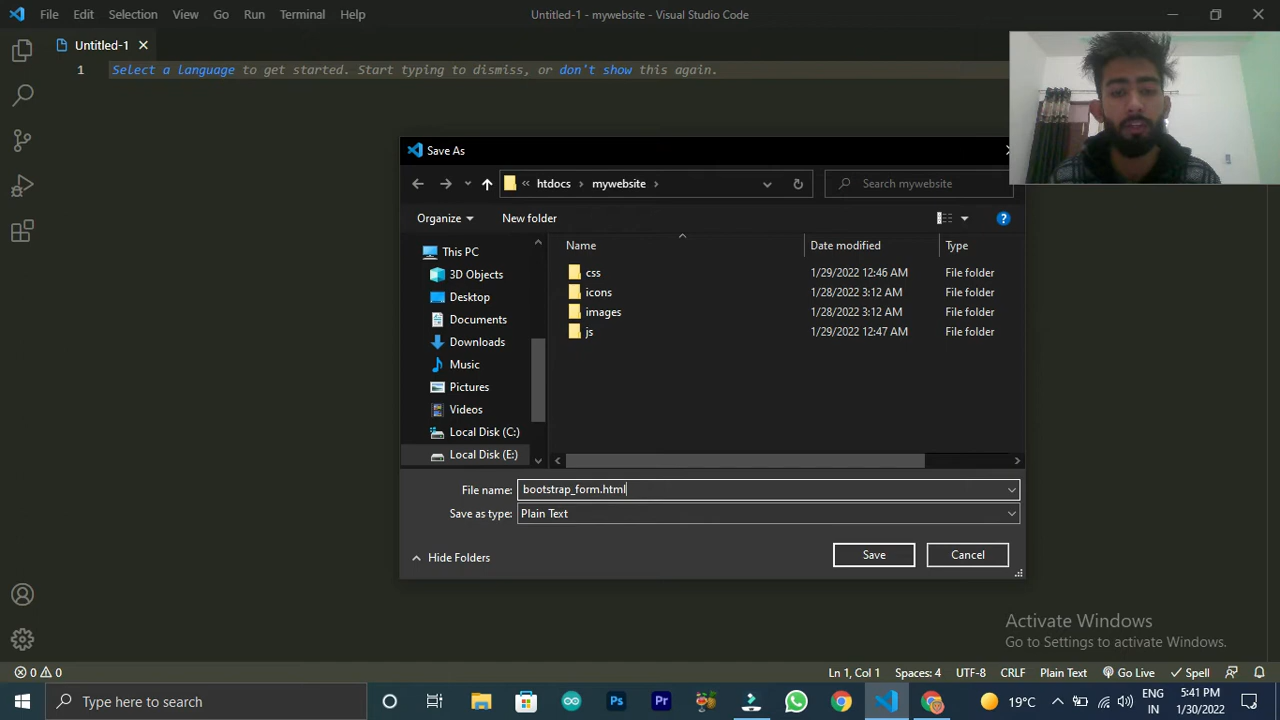 File Edit Selection View Go Run Terminal Help Untitled-1 - mywebsite - Visual Studio Code
Untitled-1
1 Select a language to get started. Start typing to dismiss, or don't show this again.
Save As
« htdocs › mywebsite › Search mywebsite
Organize New folder
Name Date modified Type
This PC
3D Objects
Desktop
Documents
Downloads
Music
Pictures
Videos
Local Disk (C:)
Local Disk (E:)
css 1/29/2022 12:46 AM File folder
icons 1/28/2022 3:12 AM File folder
images 1/28/2022 3:12 AM File folder
js 1/29/2022 12:47 AM File folder
File name: bootstrap_form.html
Save as type: Plain Text
Hide Folders Save Cancel
Activate Windows
Go to Settings to activate Windows.
0 0 Ln 1, Col 1 Spaces: 4 UTF-8 CRLF Plain Text Go Live Spell
Type here to search Ps Pr 19°C ENG 5:41 PM
IN 1/30/2022